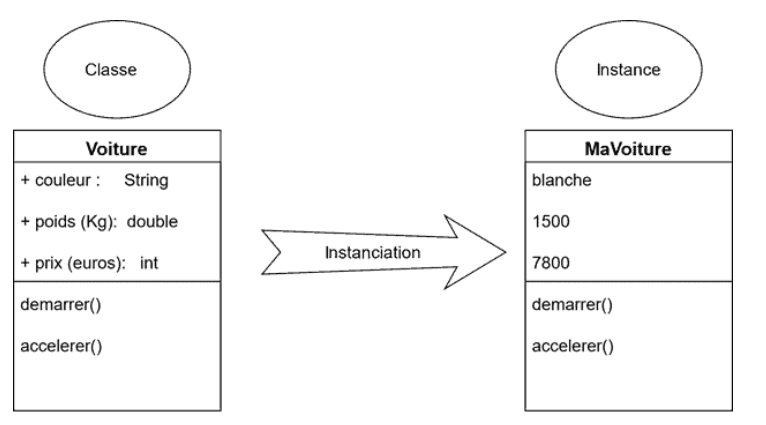 Classe
Voiture
+ couleur : String
+ poids (Kg): double
+ prix (euros): int
demarrer()
accelerer()
Instanciation
Instance
MaVoiture
blanche
1500
7800
demarrer()
accelerer()